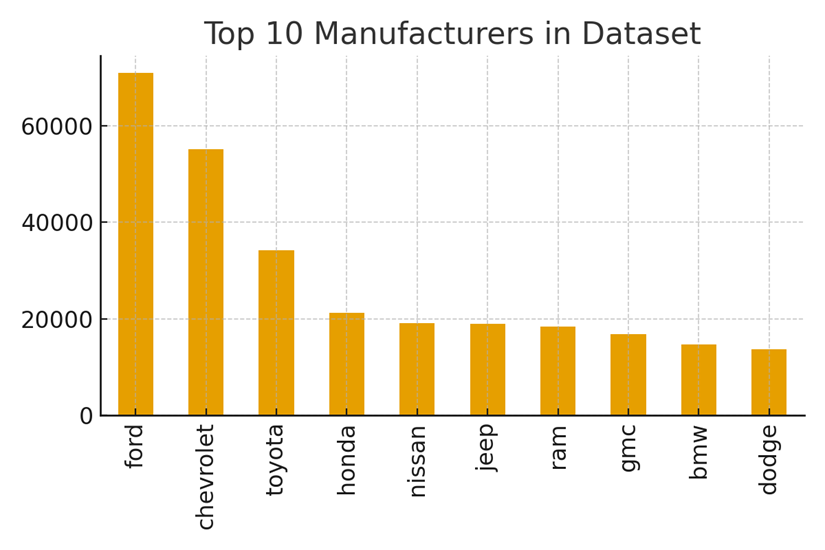 Top 10 Manufacturers in Dataset
60000
40000
20000
0
ford
chevrolet
toyota
honda
nissan
jeep
ram
gmc
bmw
dodge